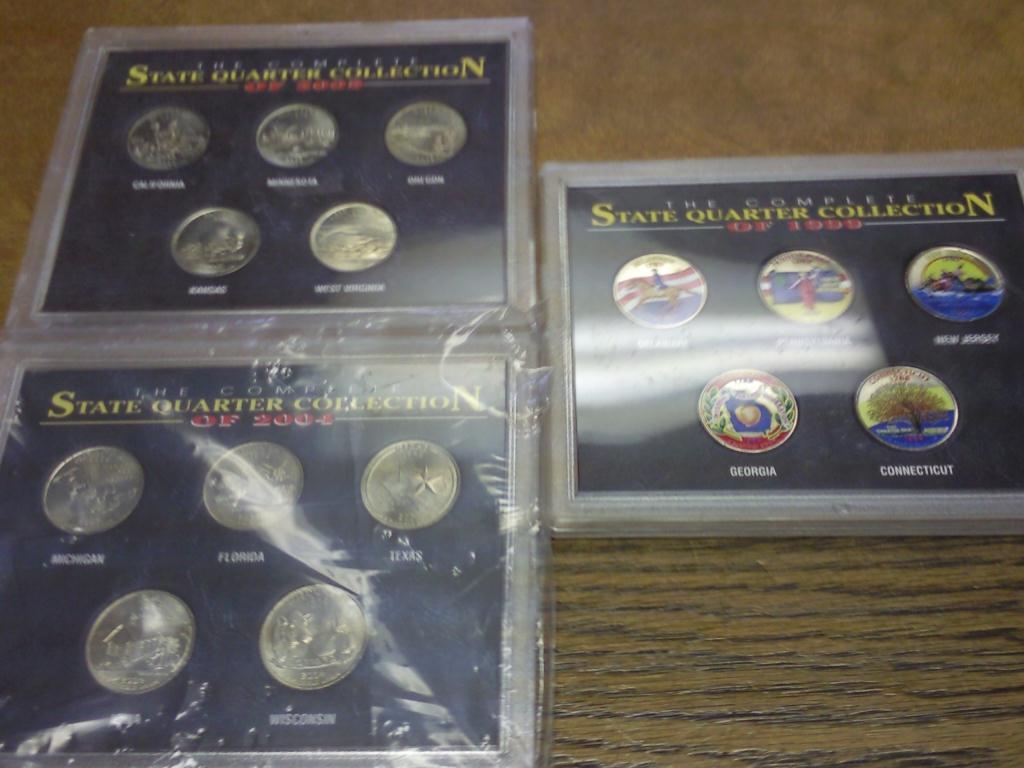 THE COMPLETE
STATE QUARTER COLLECTION
OF 2005
CALIFORNIA
MINNESOTA
OREGON
KANSAS
WEST VIRGINIA
THE COMPLETE
STATE QUARTER COLLECTION
OF 1999
DELAWARE
PENNSYLVANIA
NEW JERSEY
GEORGIA
CONNECTICUT
THE COMPLETE
STATE QUARTER COLLECTION
OF 2004
MICHIGAN
FLORIDA
TEXAS
WISCONSIN